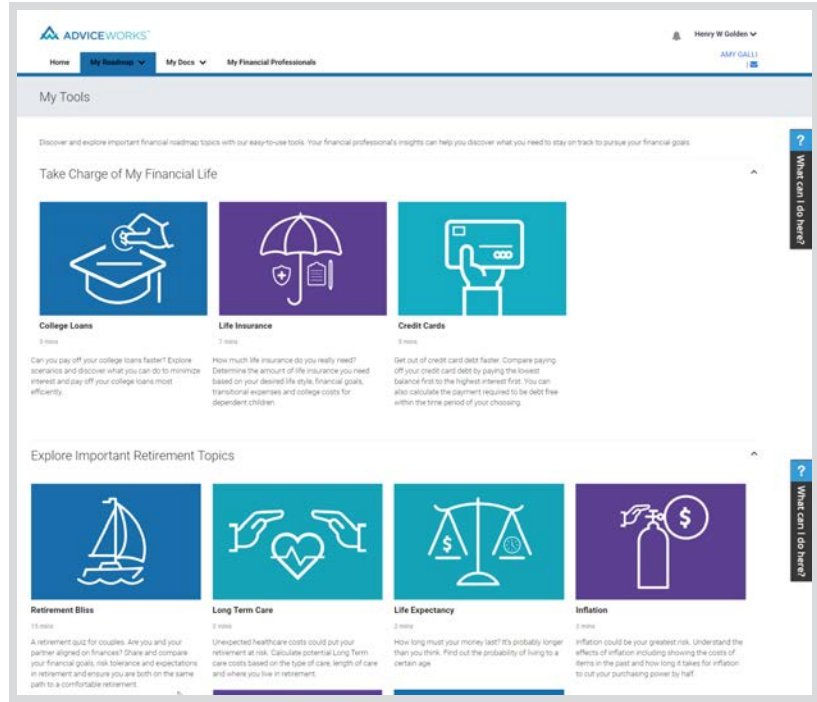 ADVICEWORKS
Henry W Golden
Home My Roadmap My Docs My Financial Professionals
AMY GALLI
My Tools
Discover and explore important financial roadmap topics with our easy-to-use tools. Your financial professional's insights can help you discover what you need to stay on track to pursue your financial goals.
? What can I do here?
Take Charge of My Financial Life
College Loans
Can you pay off your college loans faster? Explore
scenarios and discover what you can do to minimize
interest and pay off your college loans most
efficiently.
Life Insurance
7 mins
How much life insurance do you really need?
Determine the amount of life insurance you need
based on your desired life style, financial goals,
transitional expenses and college costs for
dependent children.
Credit Cards
Get out of credit card debt faster. Compare paying
off your credit card debt by paying the lowest
balance first to the highest interest first. You can
also calculate the payment required to be debt free
within the time period of your choosing.
Explore Important Retirement Topics
? What can I do here?
$
$
Retirement Bliss
15 mins
A retirement quiz for couples. Are you and your
partner aligned on finances? Share and compare
your financial goals, risk tolerance and expectations
in retirement and ensure you are both on the same
path to a comfortable retirement.
Long Term Care
Unexpected healthcare costs could put your
retirement at risk. Calculate potential Long Term
care costs based on the type of care, length of care
and where you live in retirement.
Life Expectancy
2 mins
How long must your money last? It's probably longer
than you think. Find out the probability of living to a
certain age.
Inflation
Inflation could be your greatest risk. Understand the
effects of inflation including showing the costs of
items in the past and how long it takes for inflation
to cut your purchasing power by half.